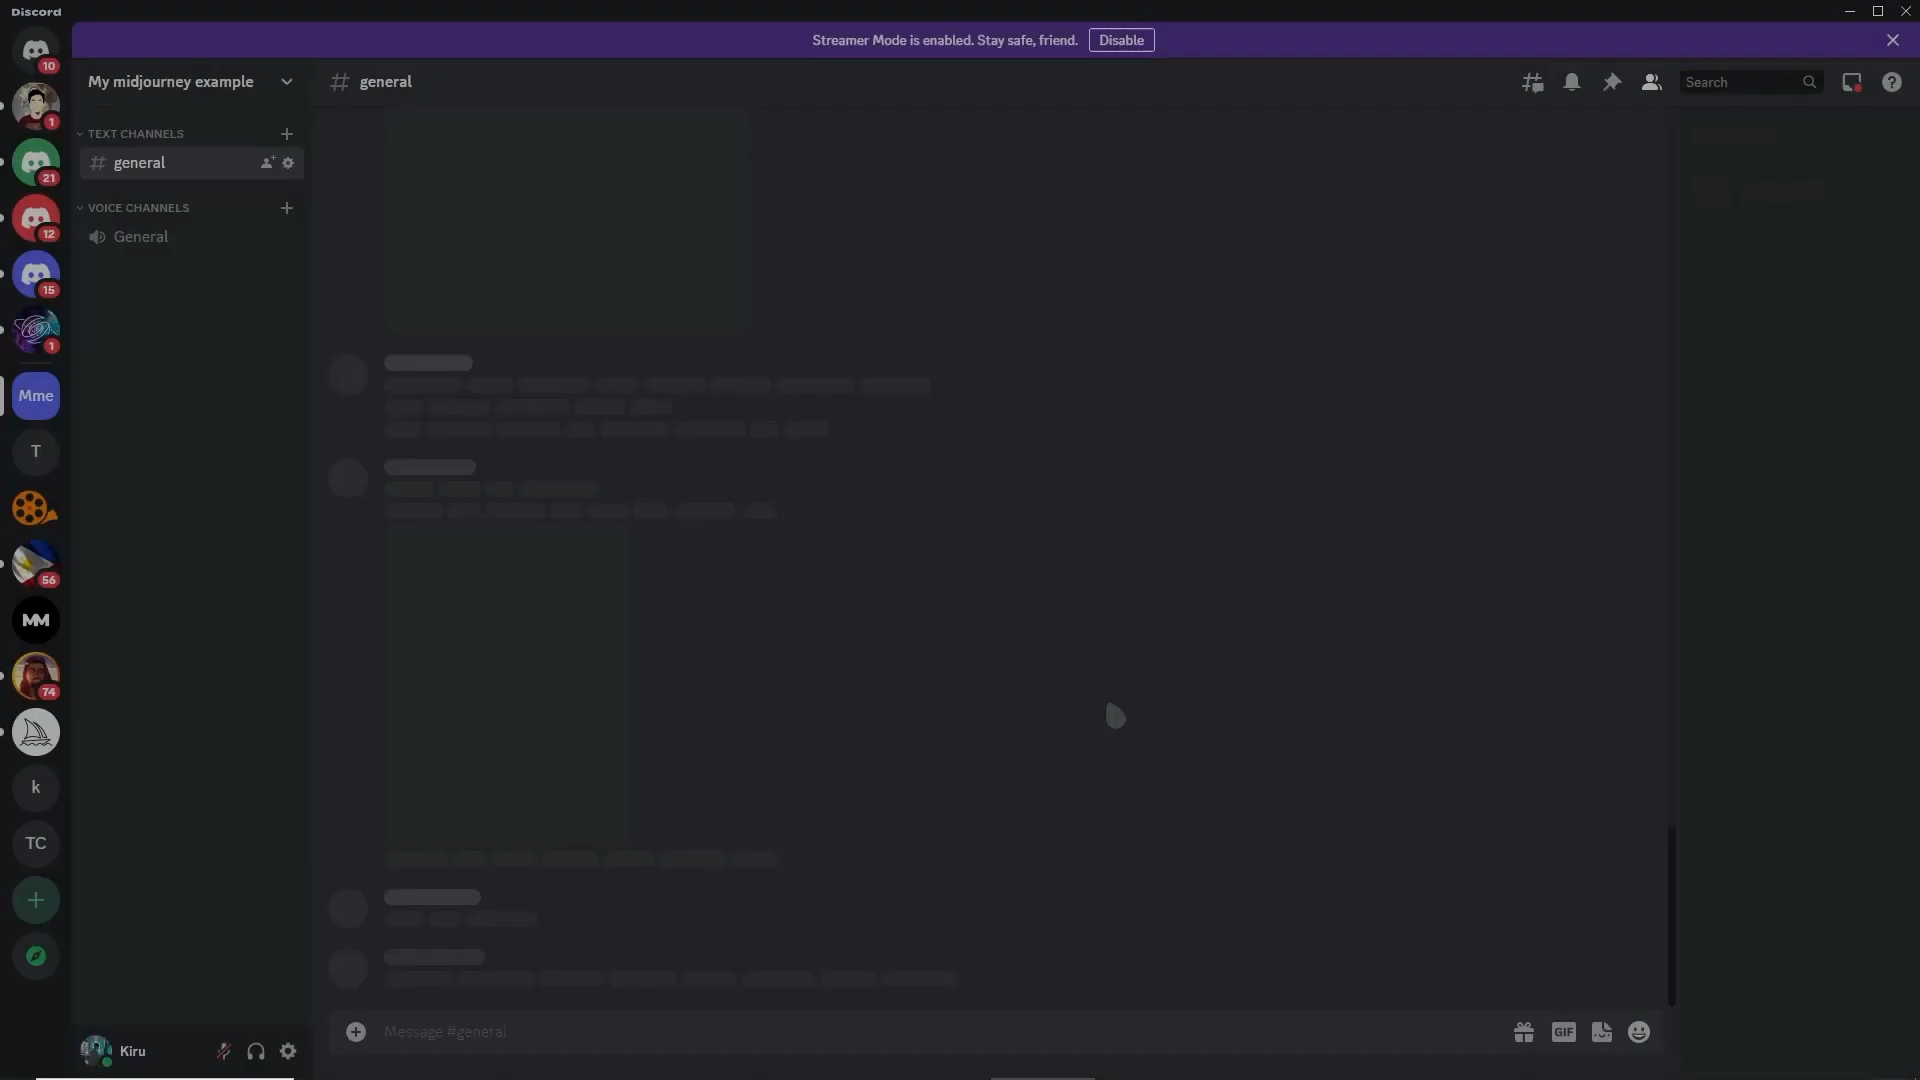 Discord
Streamer Mode is enabled. Stay safe, friend. Disable
10
1
21
12
15
1
Mme
T
56
MM
74
k
TC
My midjourney example
TEXT CHANNELS
general
VOICE CHANNELS
General
Kiru
general
Search
Message #general
GIF